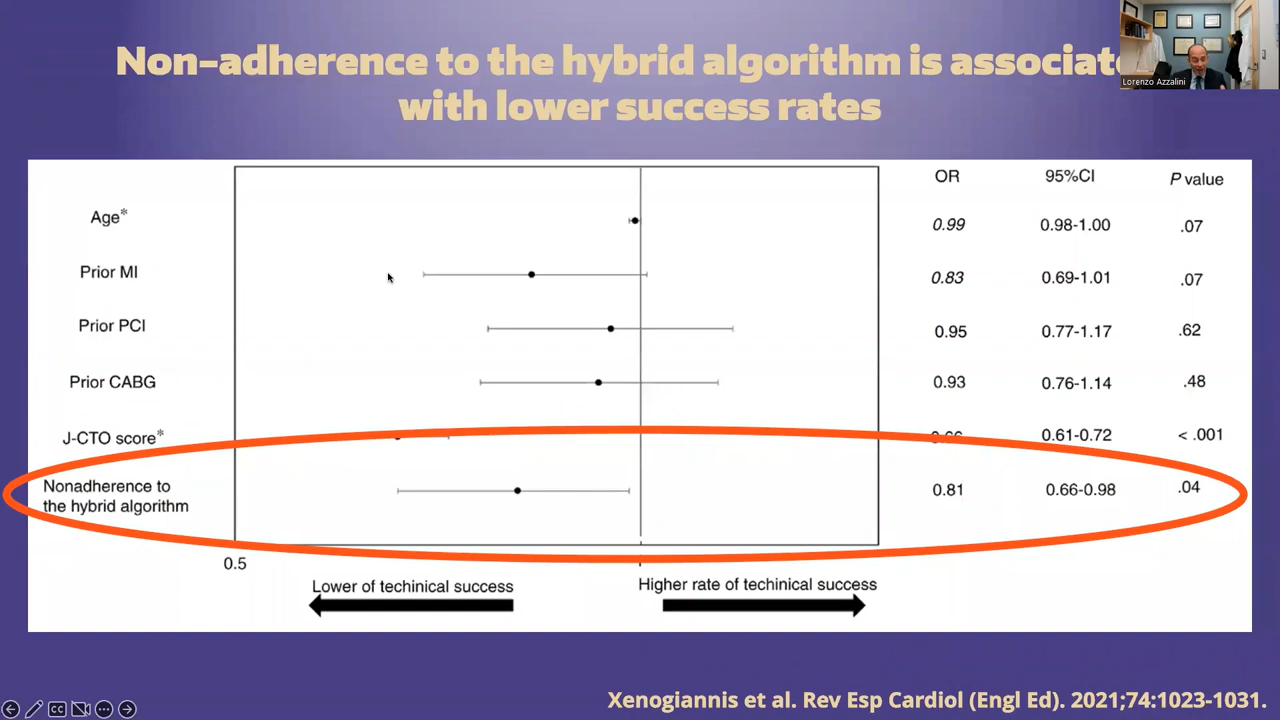 Non-adherence to the hybrid algorithm is associate
with lower success rates
Lorenzo Azzalini
OR 95%CI P value
Age* 0.99 0.98-1.00 .07
Prior MI 0.83 0.69-1.01 .07
Prior PCI 0.95 0.77-1.17 .62
Prior CABG 0.93 0.76-1.14 .48
J-CTO score* 0.66 0.61-0.72 < .001
Nonadherence to
the hybrid algorithm 0.81 0.66-0.98 .04
0.5
Lower of techinical success Higher rate of techinical success
Xenogiannis et al. Rev Esp Cardiol (Engl Ed). 2021;74:1023-1031.
CC